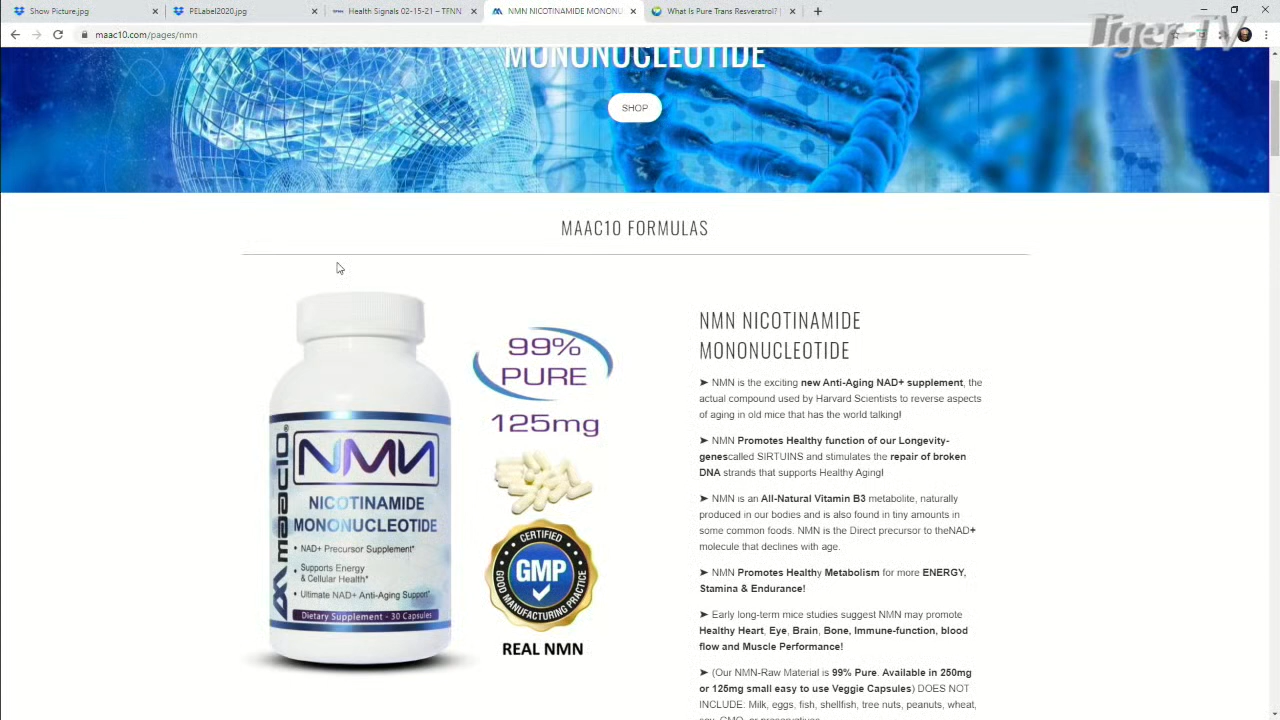 Show Picture.jpg
PELabel2020.jpg
Health Signals 02-15-21 – TFNN
NMN NICOTINAMIDE MONONU
What Is Pure Trans Resveratrol?
maac10.com/pages/nmn
Tiger TV
MONONUCLEOTIDE
SHOP
MAAC10 FORMULAS
99%
PURE
125mg
maac10®
NMN
NICOTINAMIDE
MONONUCLEOTIDE
• NAD+ Precursor Supplement*
• Supports Energy
& Cellular Health*
• Ultimate NAD+ Anti-Aging Support*
Dietary Supplement - 30 Capsules
CERTIFIED
GMP
GOOD MANUFACTURING PRACTICE
REAL NMN
NMN NICOTINAMIDE
MONONUCLEOTIDE
➤ NMN is the exciting new Anti-Aging NAD+ supplement, the
actual compound used by Harvard Scientists to reverse aspects
of aging in old mice that has the world talking!
➤ NMN Promotes Healthy function of our Longevity-
genescalled SIRTUINS and stimulates the repair of broken
DNA strands that supports Healthy Aging!
➤ NMN is an All-Natural Vitamin B3 metabolite, naturally
produced in our bodies and is also found in tiny amounts in
some common foods. NMN is the Direct precursor to theNAD+
molecule that declines with age.
➤ NMN Promotes Healthy Metabolism for more ENERGY,
Stamina & Endurance!
➤ Early long-term mice studies suggest NMN may promote
Healthy Heart, Eye, Brain, Bone, Immune-function, blood
flow and Muscle Performance!
➤ (Our NMN-Raw Material is 99% Pure. Available in 250mg
or 125mg small easy to use Veggie Capsules) DOES NOT
INCLUDE: Milk, eggs, fish, shellfish, tree nuts, peanuts, wheat,